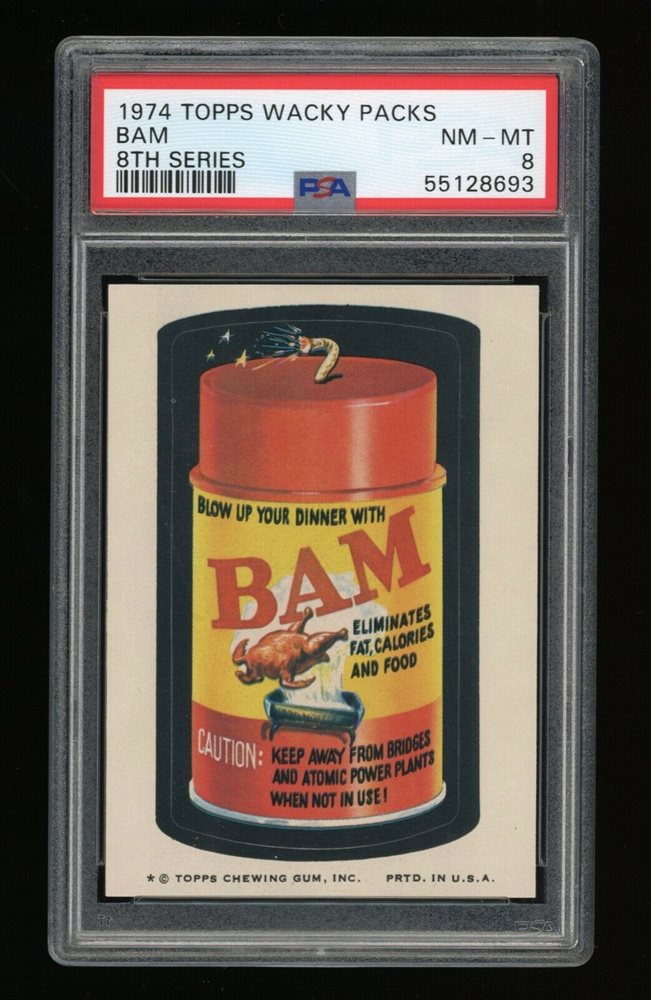 1974 TOPPS WACKY PACKS
BAM NM - MT
8TH SERIES 8
PSA 55128693
BLOW UP YOUR DINNER WITH
BAM
ELIMINATES
FAT, CALORIES
AND FOOD
CAUTION: KEEP AWAY FROM BRIDGES
AND ATOMIC POWER PLANTS
WHEN NOT IN USE!
* © TOPPS CHEWING GUM, INC. PRTD. IN U.S.A.
PSA